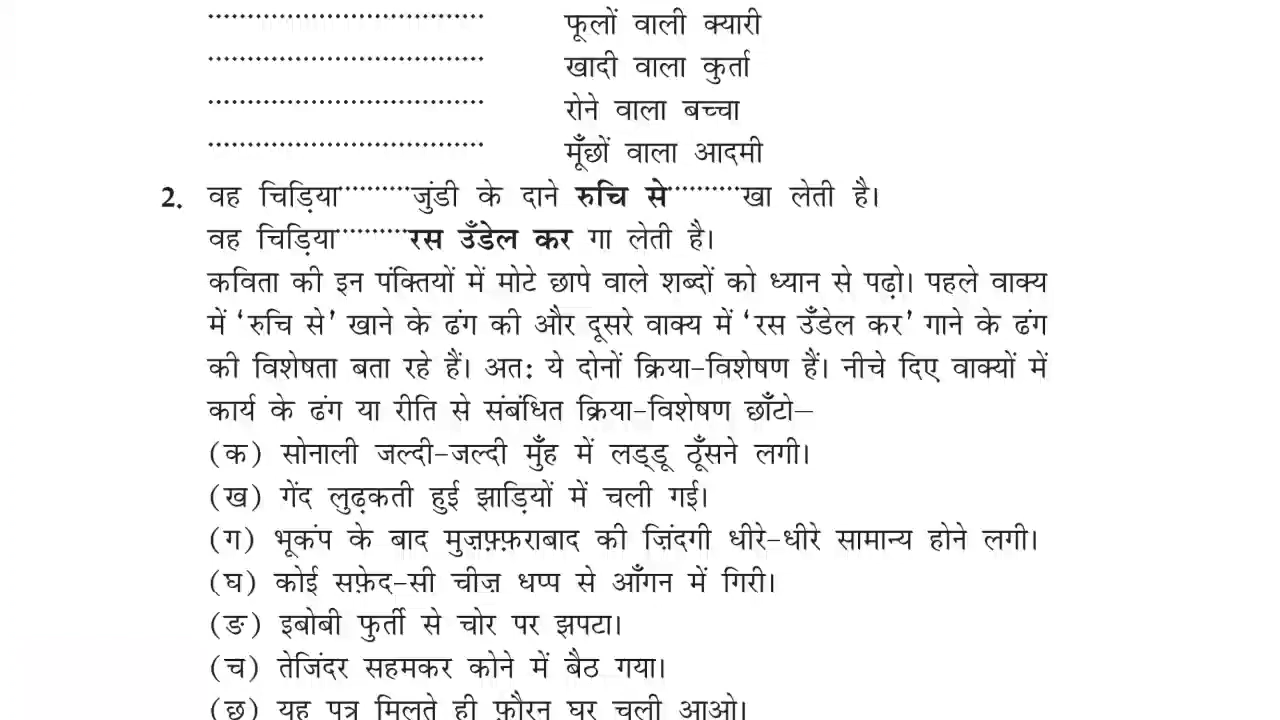 .................................... फूलों वाली क्यारी
.................................... खादी वाला कुर्ता
.................................... रोने वाला बच्चा
.................................... मूँछों वाला आदमी
2. वह चिड़िया.........जुंडी के दाने रुचि से.........खा लेती है।
वह चिड़िया.........रस उँडेल कर गा लेती है।
कविता की इन पंक्तियों में मोटे छापे वाले शब्दों को ध्यान से पढ़ो। पहले वाक्य
में ‘रुचि से’ खाने के ढंग की और दूसरे वाक्य में ‘रस उँडेल कर’ गाने के ढंग
की विशेषता बता रहे हैं। अतः ये दोनों क्रिया-विशेषण हैं। नीचे दिए वाक्यों में
कार्य के ढंग या रीति से संबंधित क्रिया-विशेषण छाँटो–
(क) सोनाली जल्दी-जल्दी मुँह में लड्डू ठूँसने लगी।
(ख) गेंद लुढ़कती हुई झाड़ियों में चली गई।
(ग) भूकंप के बाद मुज़फ़्फ़राबाद की ज़िंदगी धीरे-धीरे सामान्य होने लगी।
(घ) कोई सफ़ेद-सी चीज़ धप्प से आँगन में गिरी।
(ङ) इबोबी फुर्ती से चोर पर झपटा।
(च) तेजिंदर सहमकर कोने में बैठ गया।
(छ) यह पत्र मिलते ही फ़ौरन घर चली आओ।